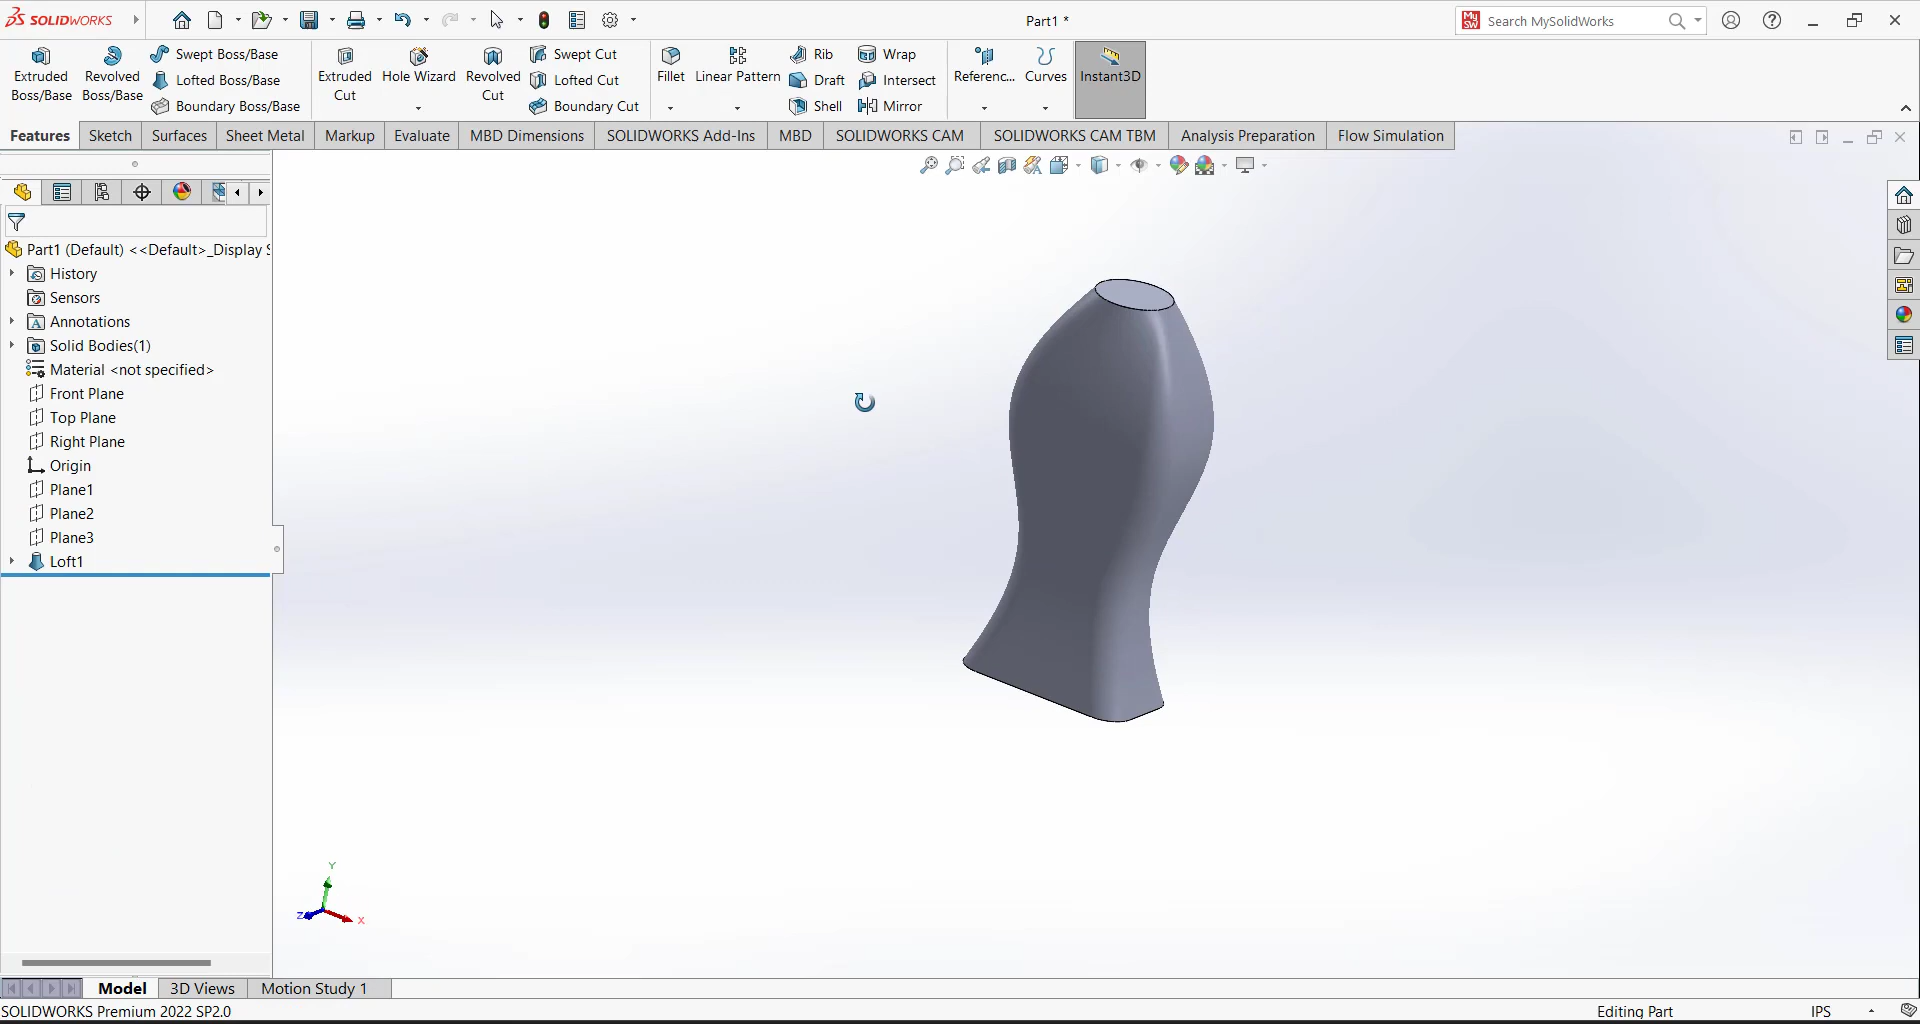 SOLIDWORKS
Part1 *
Search MySolidWorks
Extruded Boss/Base
Revolved Boss/Base
Swept Boss/Base
Lofted Boss/Base
Boundary Boss/Base
Extruded Cut
Hole Wizard
Revolved Cut
Swept Cut
Lofted Cut
Boundary Cut
Fillet
Linear Pattern
Rib
Draft
Shell
Wrap
Intersect
Mirror
Referenc...
Curves
Instant3D
Features
Sketch
Surfaces
Sheet Metal
Markup
Evaluate
MBD Dimensions
SOLIDWORKS Add-Ins
MBD
SOLIDWORKS CAM
SOLIDWORKS CAM TBM
Analysis Preparation
Flow Simulation
Part1 (Default) <<Default>_Display S
History
Sensors
Annotations
Solid Bodies(1)
Material <not specified>
Front Plane
Top Plane
Right Plane
Origin
Plane1
Plane2
Plane3
Loft1
Y
Z
X
Model
3D Views
Motion Study 1
SOLIDWORKS Premium 2022 SP2.0
Editing Part
IPS